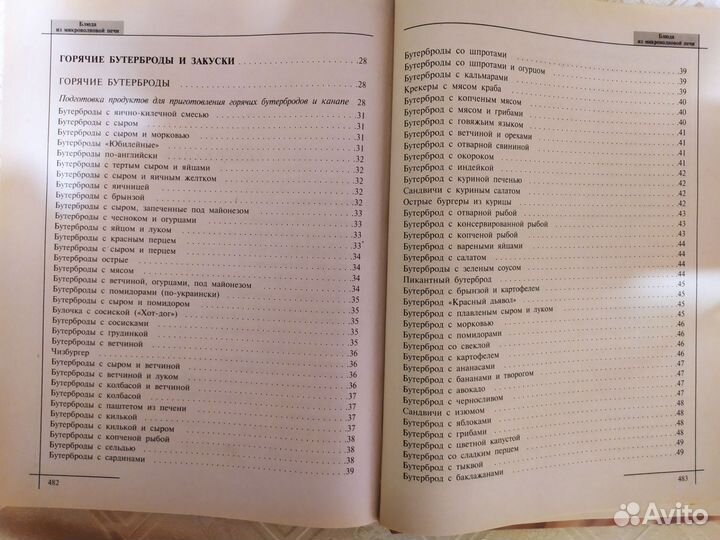 Блюда
из микроволновой печи
ГОРЯЧИЕ БУТЕРБРОДЫ И ЗАКУСКИ 28
ГОРЯЧИЕ БУТЕРБРОДЫ 28
Подготовка продуктов для приготовления горячих бутербродов и канапе 28
Бутерброды с яично-килечной смесью 31
Бутерброды с сыром 31
Бутерброды с сыром и морковью 31
Бутерброды «Юбилейные» 31
Бутерброды по-английски 32
Бутерброды с тертым сыром и яйцами 32
Бутерброды с сыром и яичным желтком 32
Бутерброды с яичницей 32
Бутерброды с брынзой 32
Бутерброды с сыром, запеченные под майонезом 33
Бутерброды с чесноком и огурцами 33
Бутерброды с яйцом и луком 33
Бутерброды с красным перцем 33
Бутерброды с сыром и перцем 34
Бутерброды острые 34
Бутерброды с мясом 34
Бутерброды с ветчиной, огурцами, под майонезом 34
Бутерброды с помидорами (по-украински) 35
Бутерброды с сыром и помидором 35
Булочка с сосиской («Хот-дог») 35
Бутерброды с сосисками 35
Бутерброды с грудинкой 35
Бутерброды с ветчиной 36
Чизбургер 36
Бутерброды с сыром и ветчиной 36
Бутерброды с ветчиной и луком 36
Бутерброды с колбасой и ветчиной 37
Бутерброды с колбасой 37
Бутерброды с паштетом из печени 37
Бутерброды с килькой 37
Бутерброды с килькой и сыром 38
Бутерброды с копченой рыбой 38
Бутерброды с сельдью 38
Бутерброды с сардинами 39
482
Блюда
из микроволновой печи
Бутерброды со шпротами 39
Бутерброды со шпротами и огурцом 39
Бутерброды с кальмарами 39
Крекеры с мясом краба 40
Бутерброд с копченым мясом 40
Бутерброд с мясом и грибами 40
Бутерброд с говяжьим языком 41
Бутерброд с ветчиной и орехами 41
Бутерброд с отварной свининой 41
Бутерброд с окороком 41
Бутерброд с индейкой 42
Бутерброд с куриной печенью 42
Сандвичи с куриным салатом 42
Острые бургеры из курицы 42
Бутерброд с отварной рыбой 43
Бутерброд с консервированной рыбой 43
Бутерброд с копченой рыбой 43
Бутерброд с вареными яйцами 44
Бутерброд с салатом 44
Бутерброды с зеленым соусом 44
Пикантный бутерброд 44
Бутерброд с брынзой и картофелем 45
Бутерброд «Красный дьявол» 45
Бутерброд с плавленым сыром и луком 45
Бутерброд с морковью 46
Бутерброд с помидорами 46
Бутерброд со свеклой 46
Бутерброд с картофелем 46
Бутерброд с ананасами 47
Бутерброд с бананами и творогом 47
Бутерброд с авокадо 47
Бутерброд с черносливом 48
Сандвичи с изюмом 48
Бутерброд с яблоками 48
Бутерброд с грибами 48
Бутерброд с цветной капустой 49
Бутерброд со сладким перцем 49
Бутерброд с тыквой
Бутерброд с баклажанами
483
Avito